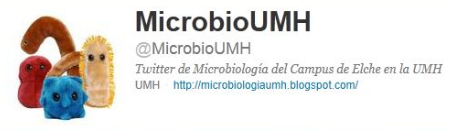 MicrobioUMH
@MicrobioUMH
Twitter de Microbiología del Campus de Elche en la UMH
UMH http://microbiologiaumh.blogspot.com/